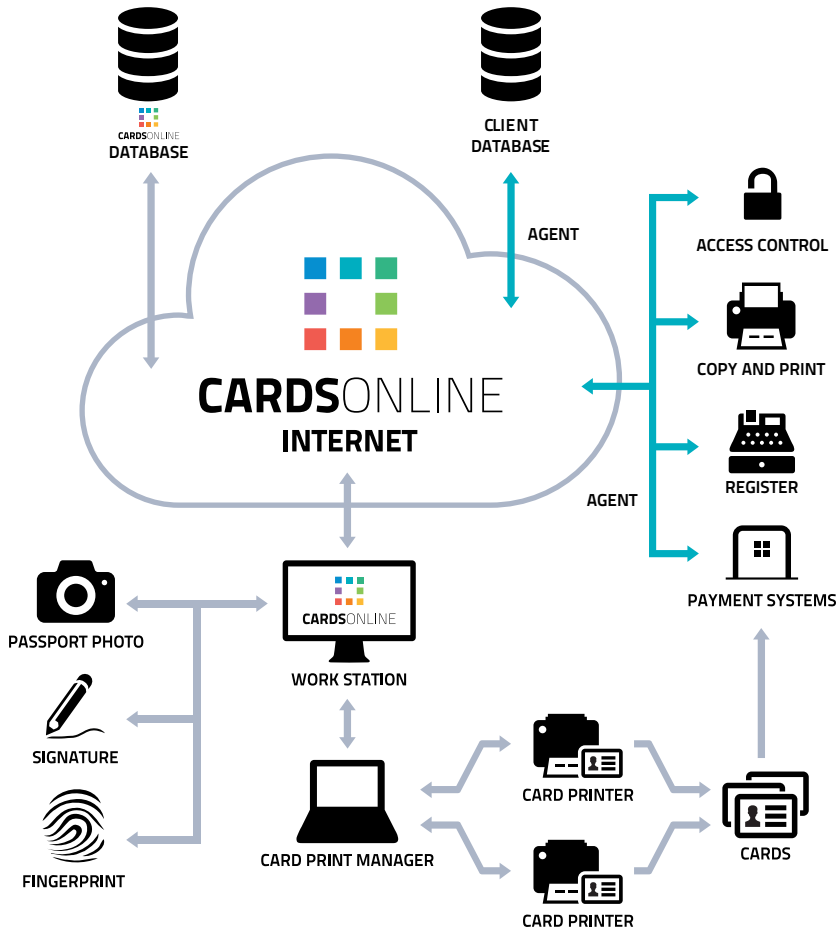 CARDSONLINE
DATABASE
CLIENT
DATABASE
AGENT
ACCESS CONTROL
COPY AND PRINT
CARDSONLINE
INTERNET
REGISTER
AGENT
PAYMENT SYSTEMS
CARDSONLINE
WORK STATION
PASSPORT PHOTO
SIGNATURE
FINGERPRINT
CARD PRINT MANAGER
CARD PRINTER
CARD PRINTER
CARDS